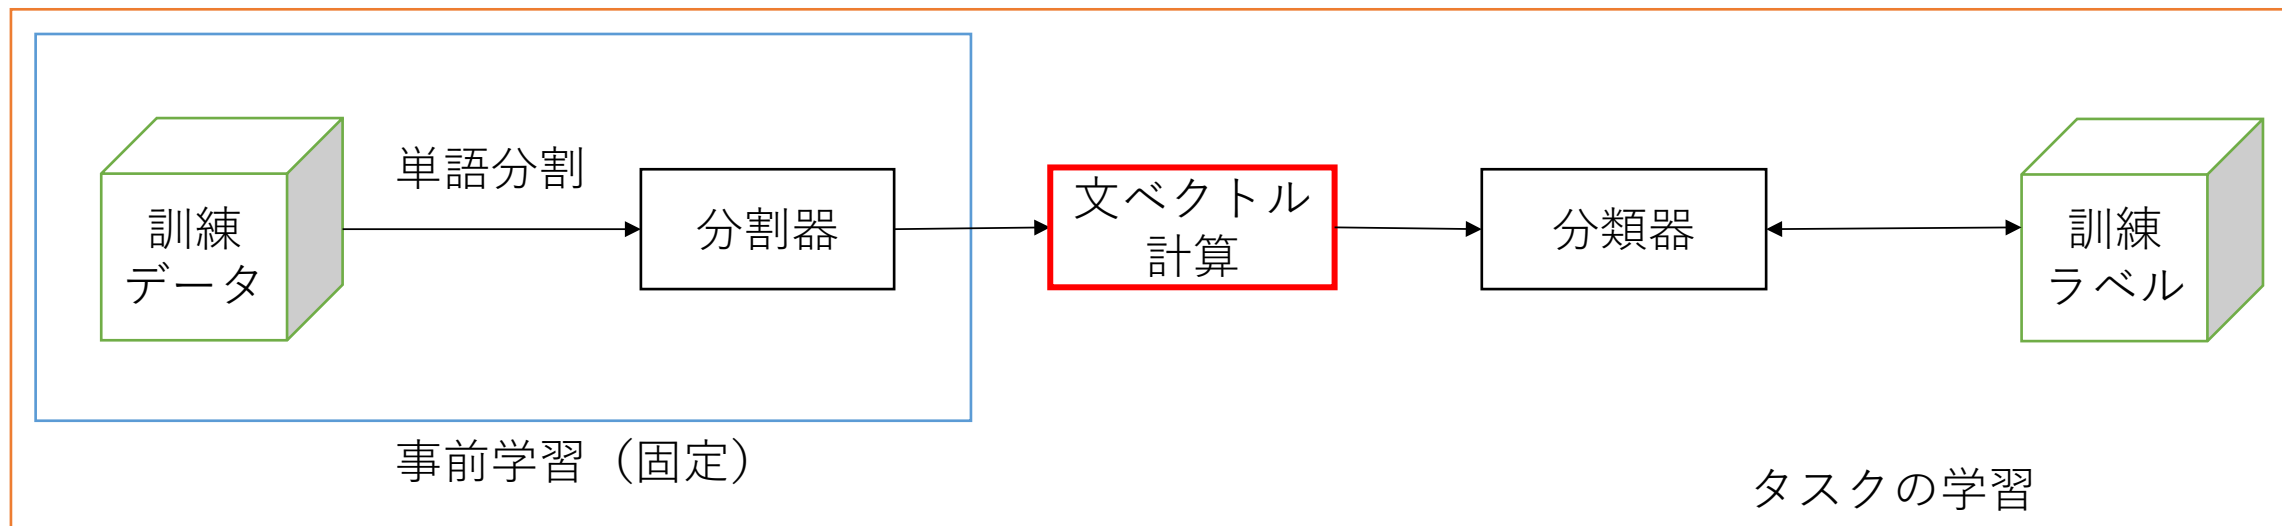 単語分割
訓練
データ
分割器
文ベクトル
計算
分類器
訓練
ラベル
事前学習（固定）
タスクの学習